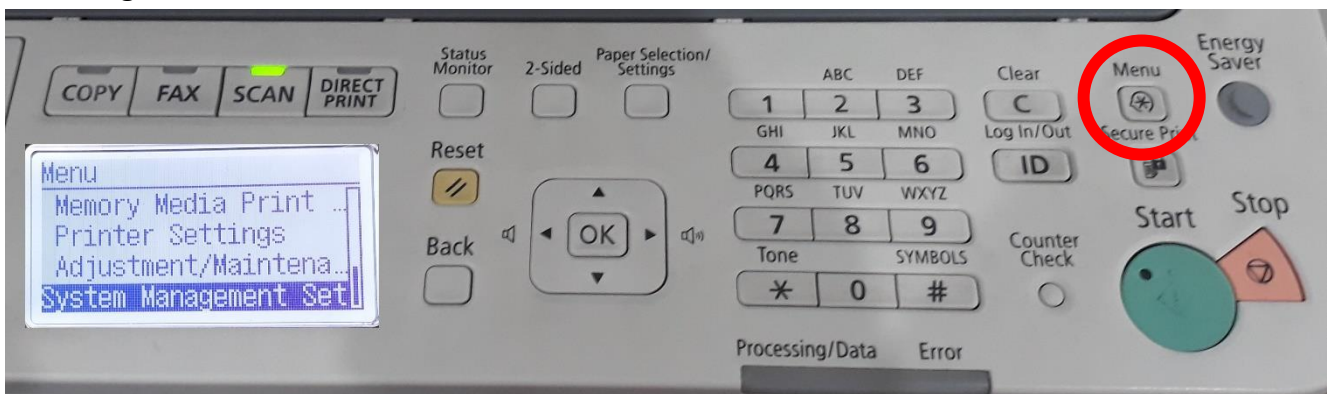 COPY FAX SCAN DIRECT PRINT
Menu
Memory Media Print ...
Printer Settings
Adjustment/Maintena...
System Management Set
Status Monitor
2-Sided
Paper Selection/ Settings
Reset
Back
OK
ABC DEF
1 2 3
GHI JKL MNO
4 5 6
PQRS TUV WXYZ
7 8 9
Tone SYMBOLS
* 0 #
Processing/Data Error
Clear
C
Log In/Out
ID
Counter Check
Menu
Secure Print
Energy Saver
Start
Stop